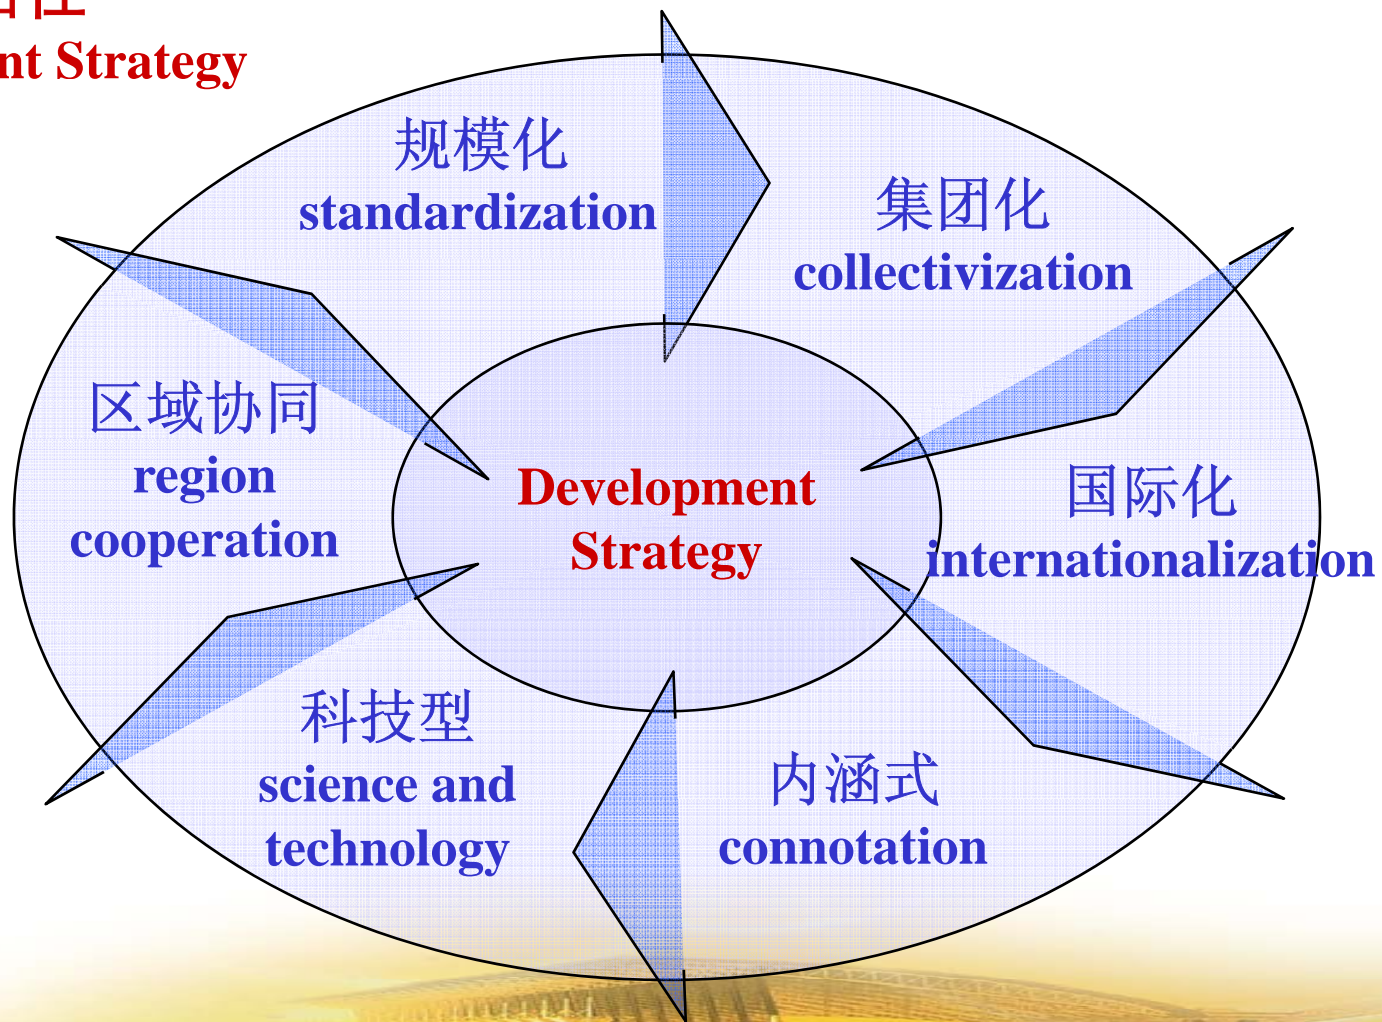 nt Strategy
规模化
standardization
集团化
collectivization
区域协同
region
cooperation
Development
Strategy
国际化
internationalization
科技型
science and
technology
内涵式
connotation